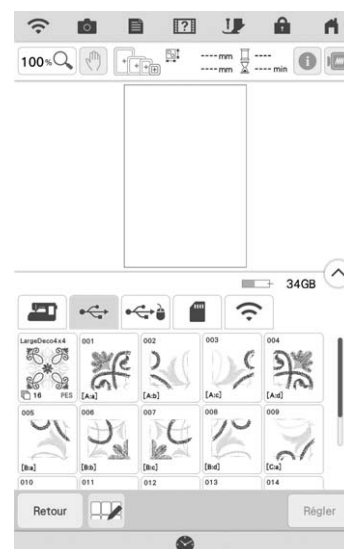 100%
---- mm
---- mm
---- min
34GB
LargeDeco4x4
16 PES
001
[A:a]
002
[A:b]
003
[A:c]
004
[A:d]
005
[B:a]
006
[B:b]
007
[B:c]
008
[B:d]
009
[C:a]
010
011
012
013
014
Retour
Régler